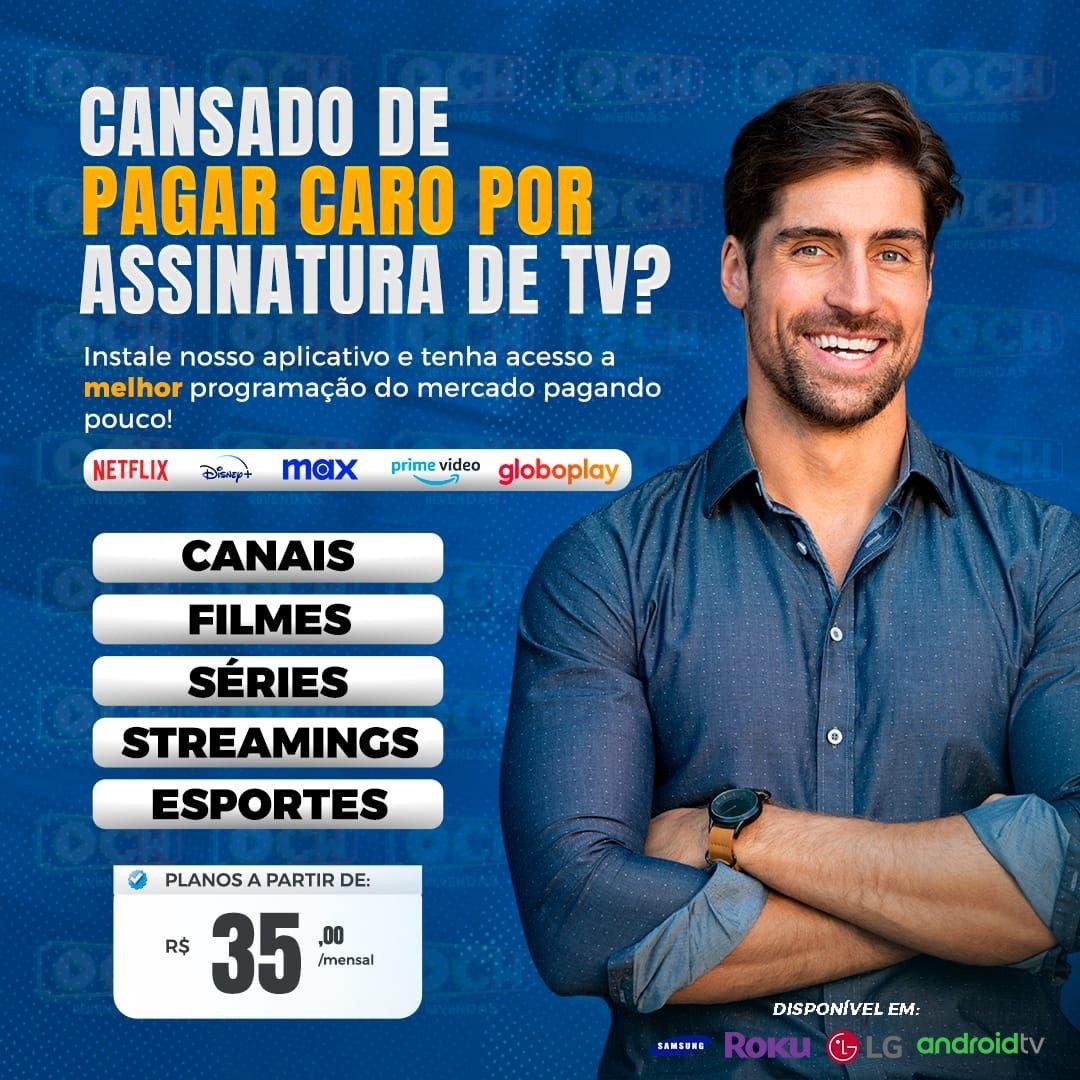 CANSADO DE
PAGAR CARO POR
ASSINATURA DE TV?
Instale nosso aplicativo e tenha acesso a
melhor programação do mercado pagando
pouco!
NETFLIX Disney+ max prime video globoplay
CANAIS
FILMES
SÉRIES
STREAMINGS
ESPORTES
PLANOS A PARTIR DE:
R$ 35,00
/mensal
DISPONÍVEL EM:
SAMSUNG Roku LG androidtv
OCH
REVENDAS